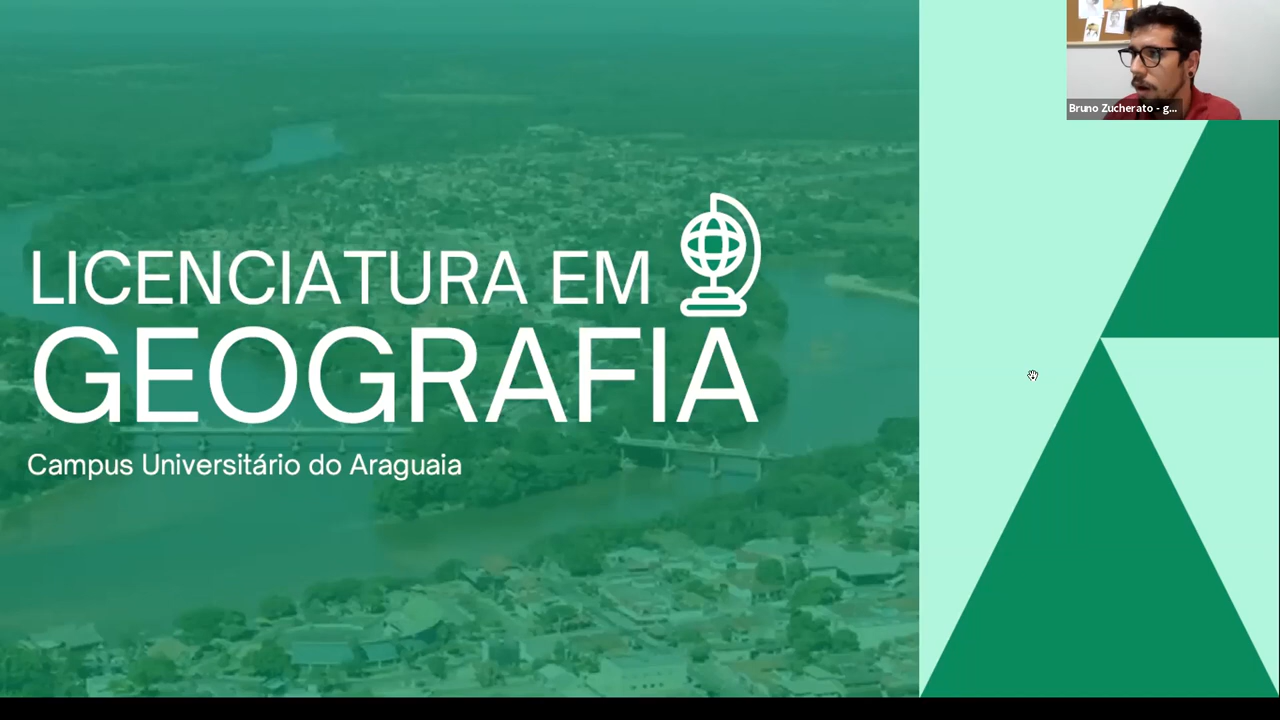 LICENCIATURA EM
GEOGRAFIA
Campus Universitário do Araguaia
Bruno Zucherato - g...